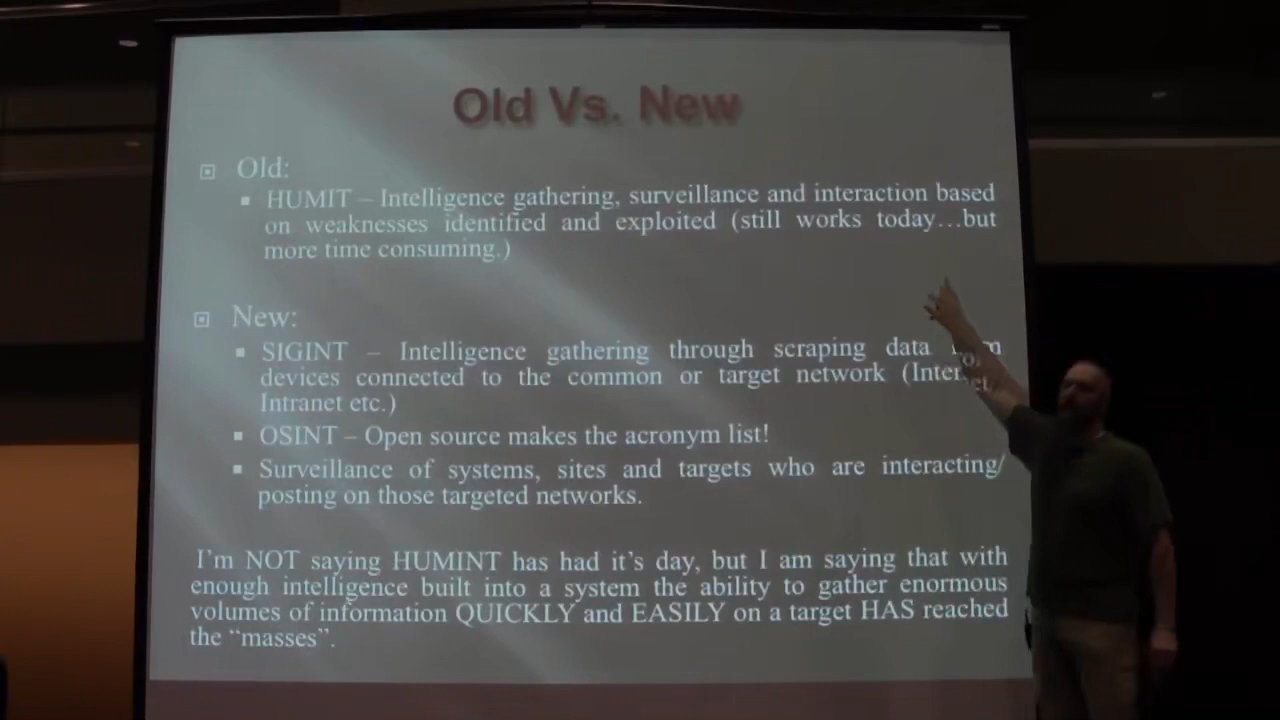 Old Vs. New
Old:
HUMIT – Intelligence gathering, surveillance and interaction based
on weaknesses identified and exploited (still works today…but
more time consuming.)
New:
SIGINT – Intelligence gathering through scraping data
devices connected to the common or target network
Intranet etc.)
OSINT – Open source makes the acronym list!
Surveillance of systems, sites and targets who are interacting/
posting on those targeted networks.
I'm NOT saying HUMINT has had it's day, but I am saying that with
enough intelligence built into a system the ability to gather enormous
volumes of information QUICKLY and EASILY on a target HAS reached
the “masses”.